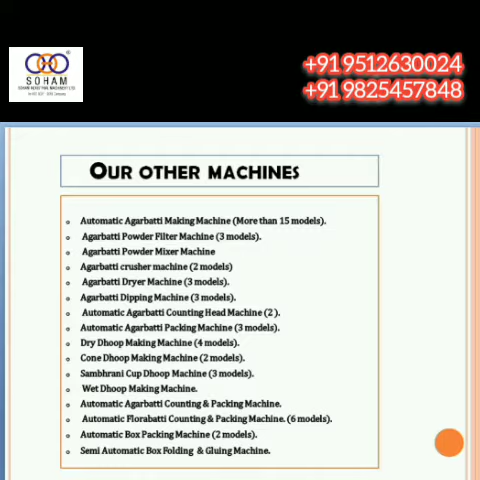 SOHAM
SOHAM INDUSTRIAL MACHINERY LTD
+91 9512630024
+91 9825457848
OUR OTHER MACHINES
Automatic Agarbatti Making Machine (More than 15 models).
Agarbatti Powder Filter Machine (3 models).
Agarbatti Powder Mixer Machine
Agarbatti crusher machine (2 models)
Agarbatti Dryer Machine (3 models).
Agarbatti Dipping Machine (3 models).
Automatic Agarbatti Counting Head Machine (2 ).
Automatic Agarbatti Packing Machine (3 models).
Dry Dhoop Making Machine (4 models).
Cone Dhoop Making Machine (2 models).
Sambhrani Cup Dhoop Machine (3 models).
Wet Dhoop Making Machine.
Automatic Agarbatti Counting & Packing Machine.
Automatic Florabatti Counting & Packing Machine. (6 models).
Automatic Box Packing Machine (2 models).
Semi Automatic Box Folding & Gluing Machine.